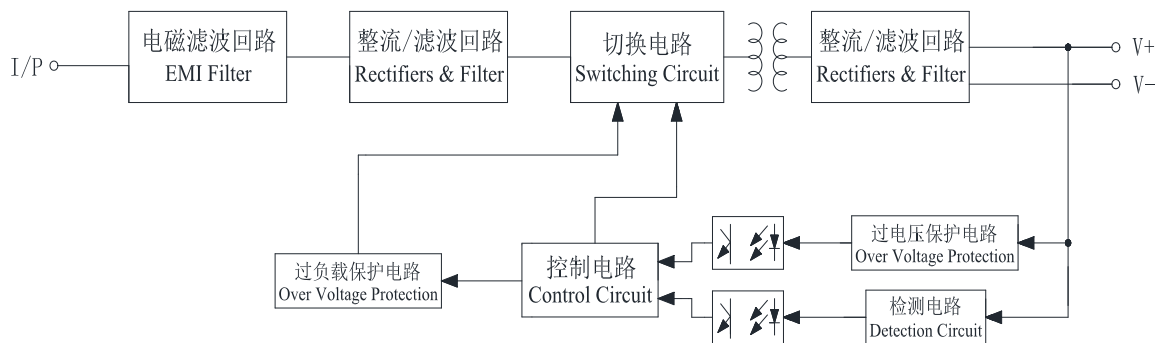 I/P
电磁滤波回路
EMI Filter
整流/滤波回路
Rectifiers & Filter
切换电路
Switching Circuit
整流/滤波回路
Rectifiers & Filter
V+
V-
过负载保护电路
Over Voltage Protection
控制电路
Control Circuit
过电压保护电路
Over Voltage Protection
检测电路
Detection Circuit